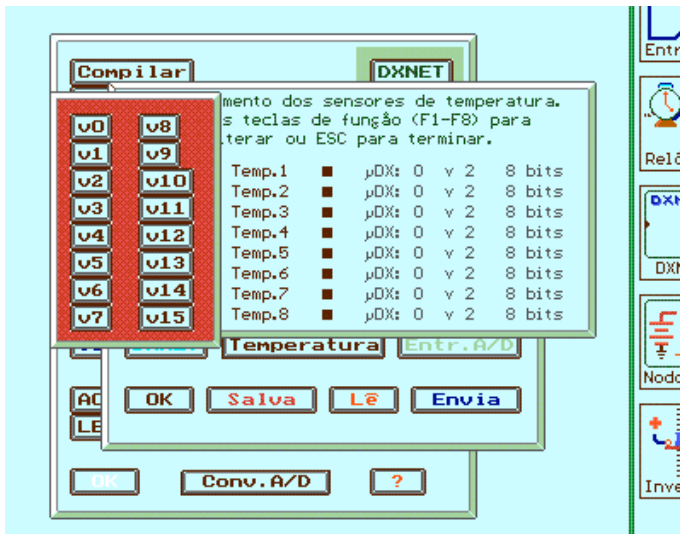 Compilar
DXNET
mento dos sensores de temperatura.
s teclas de função (F1-F8) para
terar ou ESC para terminar.
v0 v8
v1 v9
v2 v10
v3 v11
v4 v12
v5 v13
v6 v14
v7 v15
Temp.1 ■ µDX: 0 v 2 8 bits
Temp.2 ■ µDX: 0 v 2 8 bits
Temp.3 ■ µDX: 0 v 2 8 bits
Temp.4 ■ µDX: 0 v 2 8 bits
Temp.5 ■ µDX: 0 v 2 8 bits
Temp.6 ■ µDX: 0 v 2 8 bits
Temp.7 ■ µDX: 0 v 2 8 bits
Temp.8 ■ µDX: 0 v 2 8 bits
Temperatura Entr.A/D
AC OK Salva Lê Envia
LE
OK Conv.A/D ?
Entr
Reló
DXN
DXN
Nodo
Inve